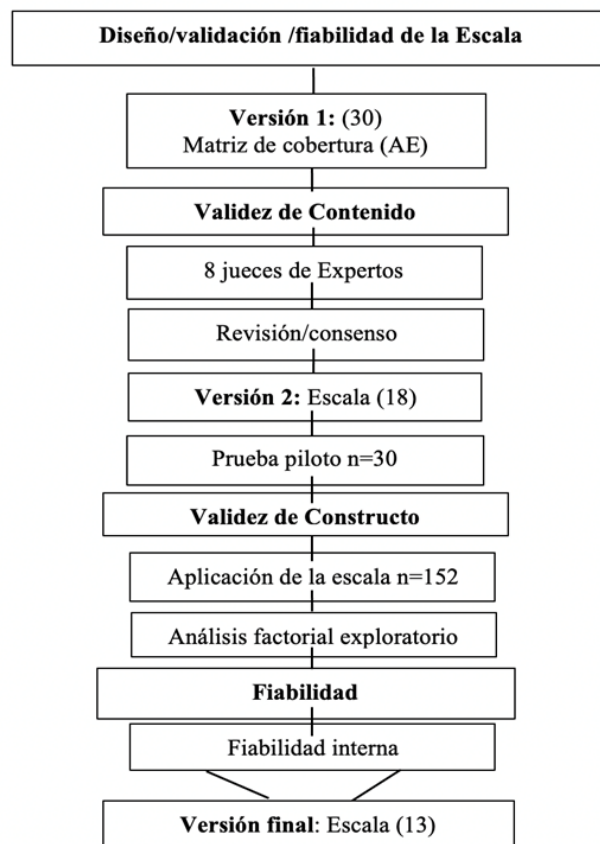 Diseño/validación /fiabilidad de la Escala
Versión 1: (30)
Matriz de cobertura (AE)
Validez de Contenido
8 jueces de Expertos
Revisión/consenso
Versión 2: Escala (18)
Prueba piloto n=30
Validez de Constructo
Aplicación de la escala n=152
Análisis factorial exploratorio
Fiabilidad
Fiabilidad interna
Versión final: Escala (13)